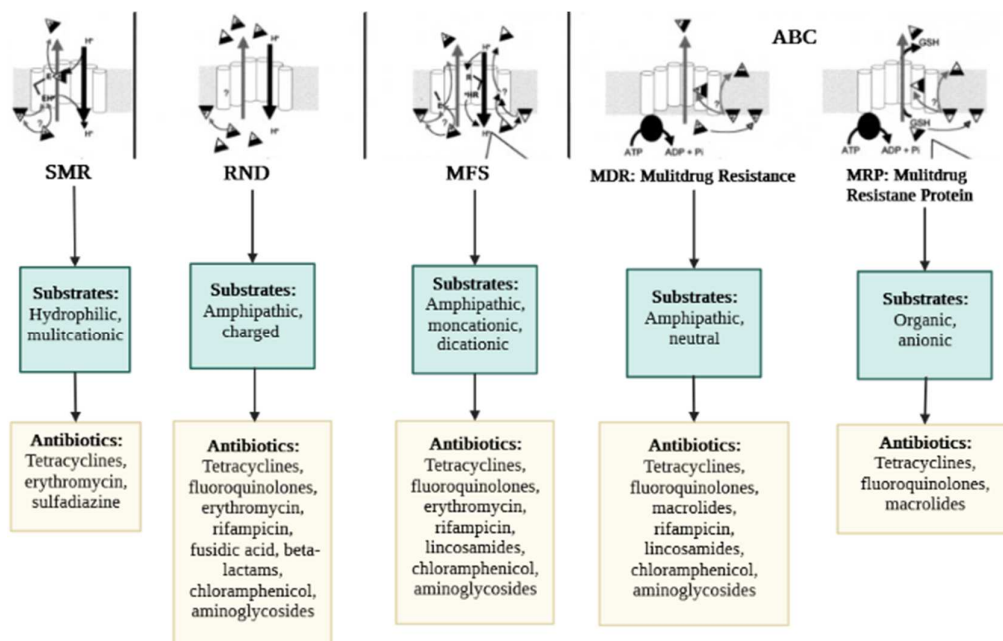 ABC
H⁺
H⁺
SMR
H⁺
?
H⁺
RND
H⁺
?
H⁺
MFS
?
ATP
ADP + Pi
MDR: Mulitdrug Resistance
GSH
?
GSH
ATP
ADP + Pi
MRP: Mulitdrug
Resistane Protein
Substrates:
Hydrophilic,
mulitcationic
Substrates:
Amphipathic,
charged
Substrates:
Amphipathic,
moncationic,
dicationic
Substrates:
Amphipathic,
neutral
Substrates:
Organic,
anionic
Antibiotics:
Tetracyclines,
erythromycin,
sulfadiazine
Antibiotics:
Tetracyclines,
fluoroquinolones,
erythromycin,
rifampicin,
fusidic acid, beta-
lactams,
chloramphenicol,
aminoglycosides
Antibiotics:
Tetracyclines,
fluoroquinolones,
erythromycin,
rifampicin,
lincosamides,
chloramphenicol,
aminoglycosides
Antibiotics:
Tetracyclines,
fluoroquinolones,
macrolides,
rifampicin,
lincosamides,
chloramphenicol,
aminoglycosides
Antibiotics:
Tetracyclines,
fluoroquinolones,
macrolides